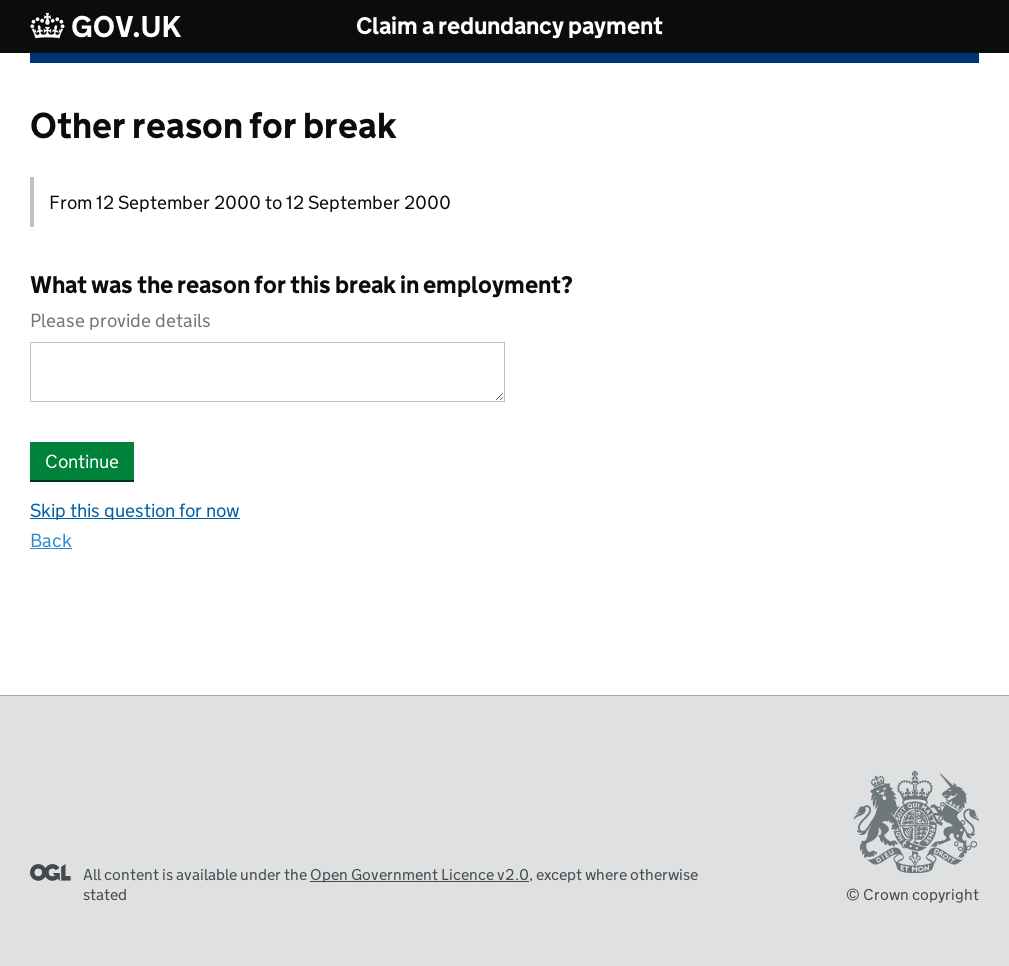 GOV.UK
Claim a redundancy payment
Other reason for break
From 12 September 2000 to 12 September 2000
What was the reason for this break in employment?
Please provide details
Continue
Skip this question for now
Back
OGL
All content is available under the Open Government Licence v2.0, except where otherwise
stated
DIEU ET MON DROIT
© Crown copyright